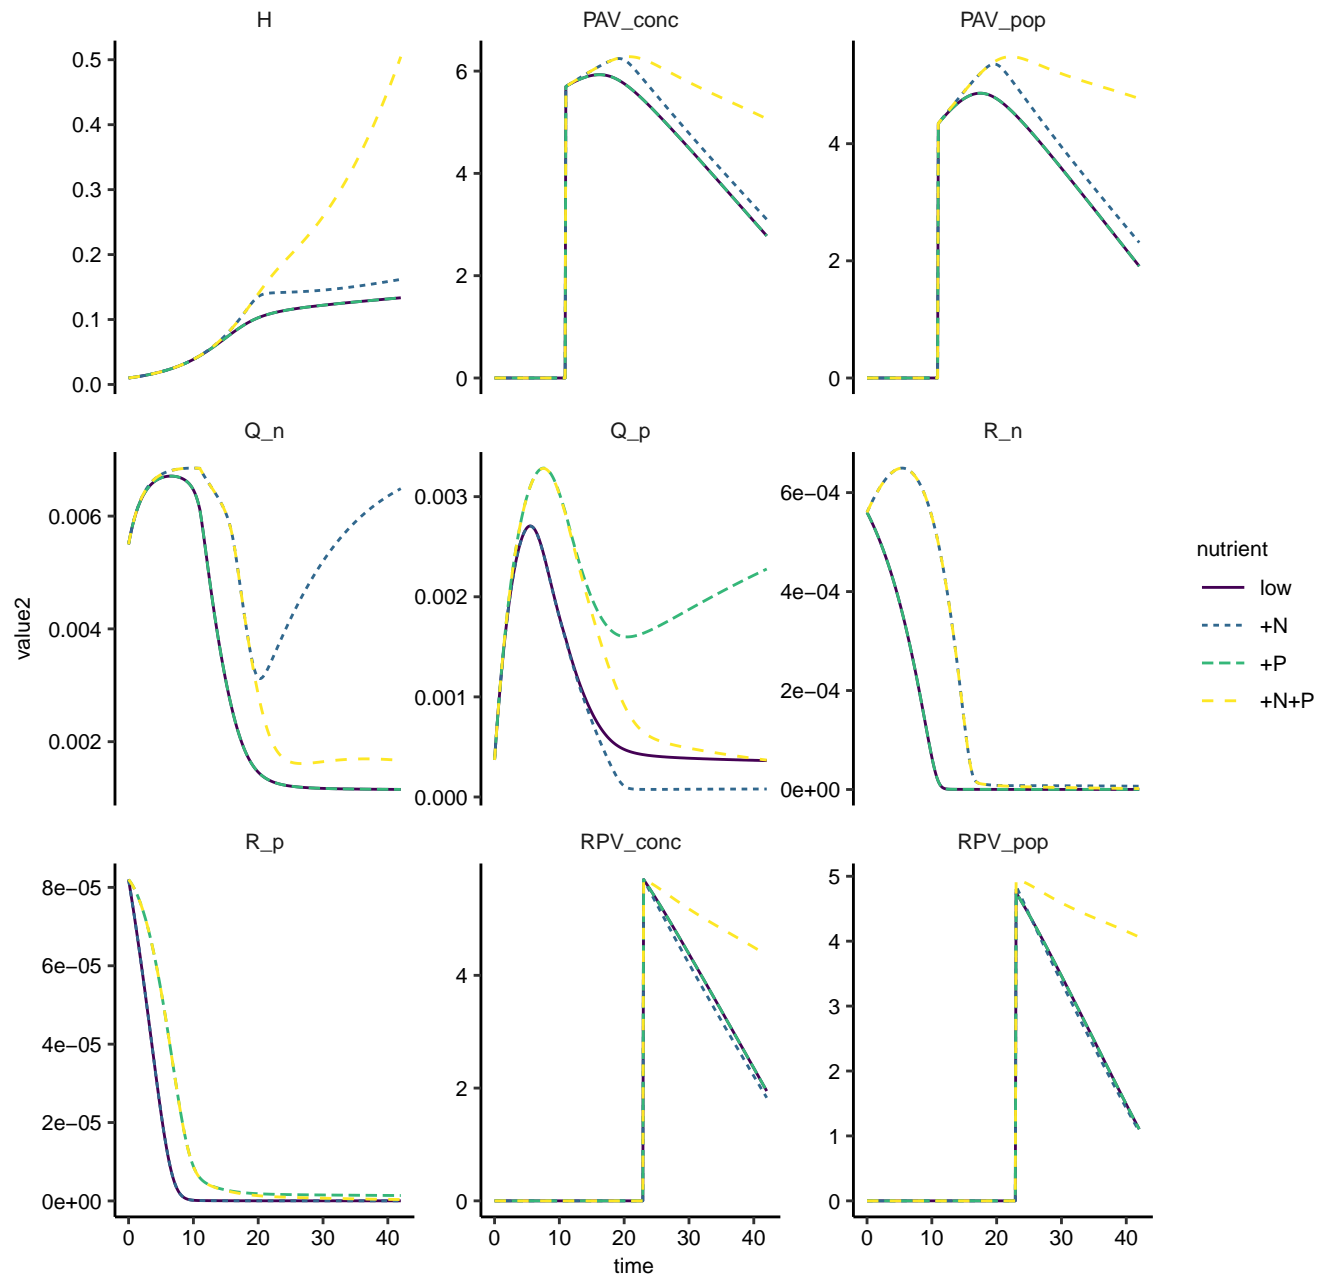 H
PAV_conc
PAV_pop
0.5
0.4
0.3
0.2
0.1
0.0
6
4
2
0
4
2
0
Q_n
Q_p
R_n
0.006
0.004
0.002
0.003
0.002
0.001
0.000
6e−04
4e−04
2e−04
0e+00
value2
nutrient
low
+N
+P
+N+P
R_p
RPV_conc
RPV_pop
8e−05
6e−05
4e−05
2e−05
0e+00
4
2
0
5
4
3
2
1
0
0 10 20 30 40
0 10 20 30 40
0 10 20 30 40
time